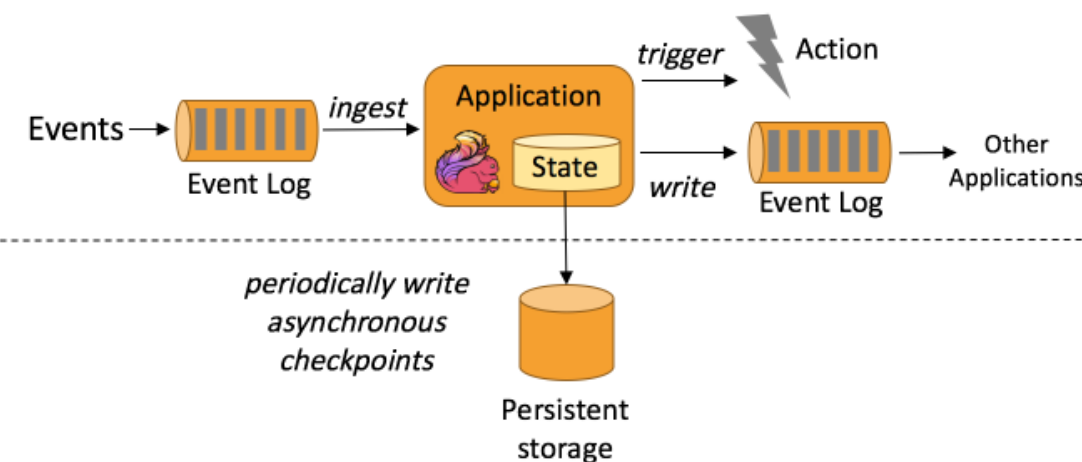 Events
Event Log
ingest
Application
State
trigger
Action
write
Event Log
Other
Applications
periodically write
asynchronous
checkpoints
Persistent
storage